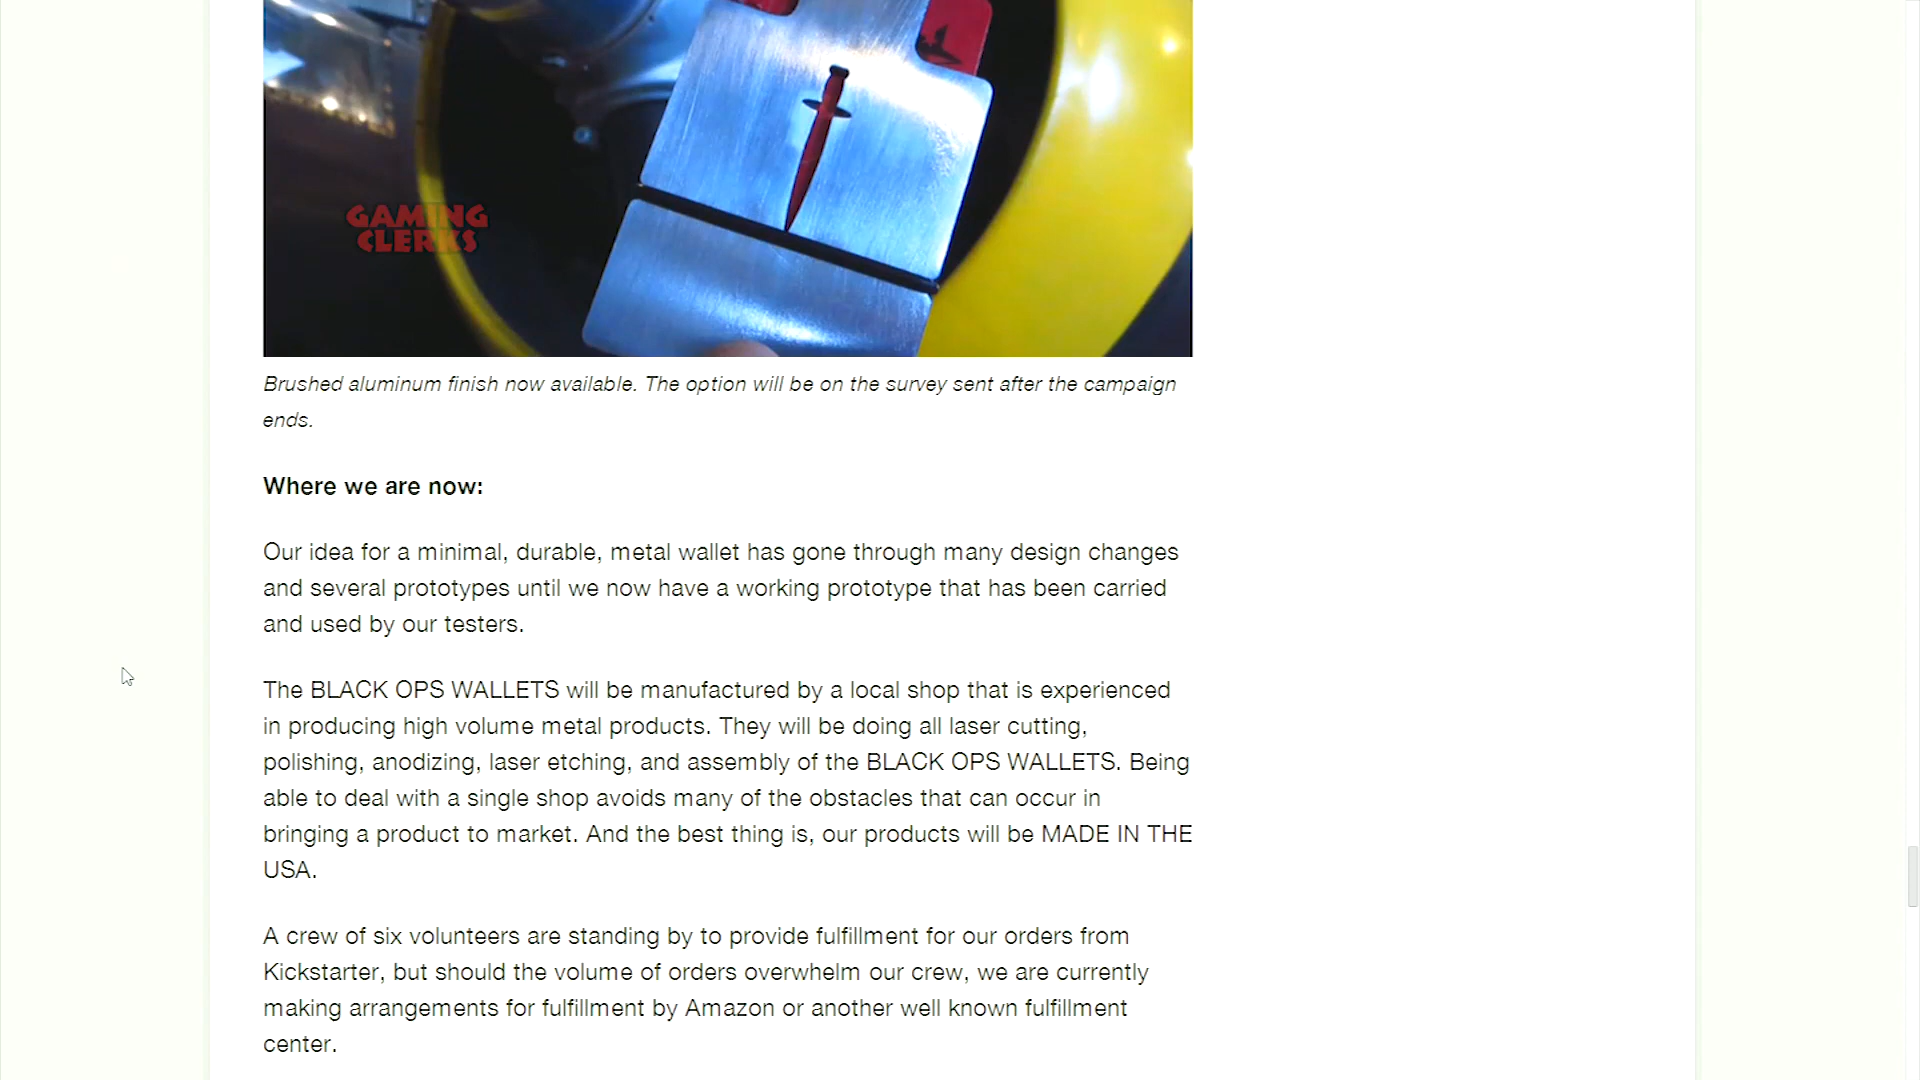 GAMING
CLERKS
Brushed aluminum finish now available. The option will be on the survey sent after the campaign
ends.
Where we are now:
Our idea for a minimal, durable, metal wallet has gone through many design changes
and several prototypes until we now have a working prototype that has been carried
and used by our testers.
The BLACK OPS WALLETS will be manufactured by a local shop that is experienced
in producing high volume metal products. They will be doing all laser cutting,
polishing, anodizing, laser etching, and assembly of the BLACK OPS WALLETS. Being
able to deal with a single shop avoids many of the obstacles that can occur in
bringing a product to market. And the best thing is, our products will be MADE IN THE
USA.
A crew of six volunteers are standing by to provide fulfillment for our orders from
Kickstarter, but should the volume of orders overwhelm our crew, we are currently
making arrangements for fulfillment by Amazon or another well known fulfillment
center.